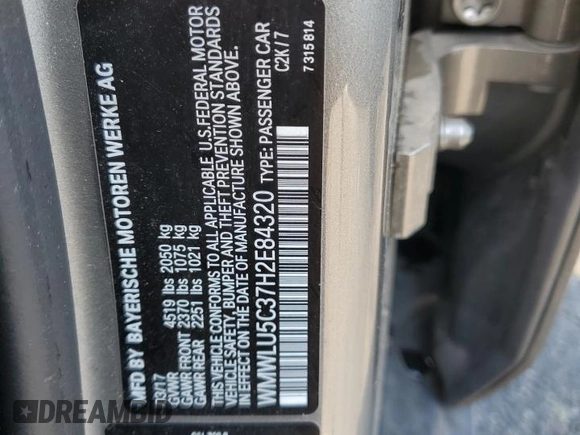 MFD BY BAYERISCHE MOTOREN WERKE AG
03/17
GVWR 4519 lbs 2050 kg
GAWR FRONT 2370 lbs 1075 kg
GAWR REAR 2251 lbs 1021 kg
THIS VEHICLE CONFORMS TO ALL APPLICABLE U.S. FEDERAL MOTOR
VEHICLE SAFETY, BUMPER AND THEFT PREVENTION STANDARDS
IN EFFECT ON THE DATE OF MANUFACTURE SHOWN ABOVE.
WMWLU5C37H2E84320 TYPE: PASSENGER CAR
C2K/7
7315814
DREAMBID